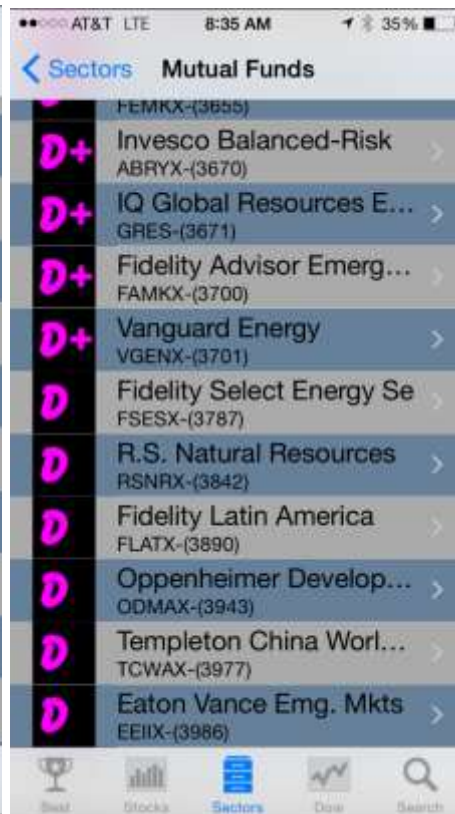 AT&T LTE 8:35 AM 35%
Sectors Mutual Funds
FEMKX-(3655)
D+ Invesco Balanced-Risk
ABRYX-(3670)
D+ IQ Global Resources E...
GRES-(3671)
D+ Fidelity Advisor Emerg...
FAMKX-(3700)
D+ Vanguard Energy
VGENX-(3701)
D Fidelity Select Energy Se
FSESX-(3787)
D R.S. Natural Resources
RSNRX-(3842)
D Fidelity Latin America
FLATX-(3890)
D Oppenheimer Develop...
ODMAX-(3943)
D Templeton China Worl...
TCWAX-(3977)
D Eaton Vance Emg. Mkts
EEIIX-(3986)
Best Stocks Sectors Dow Search